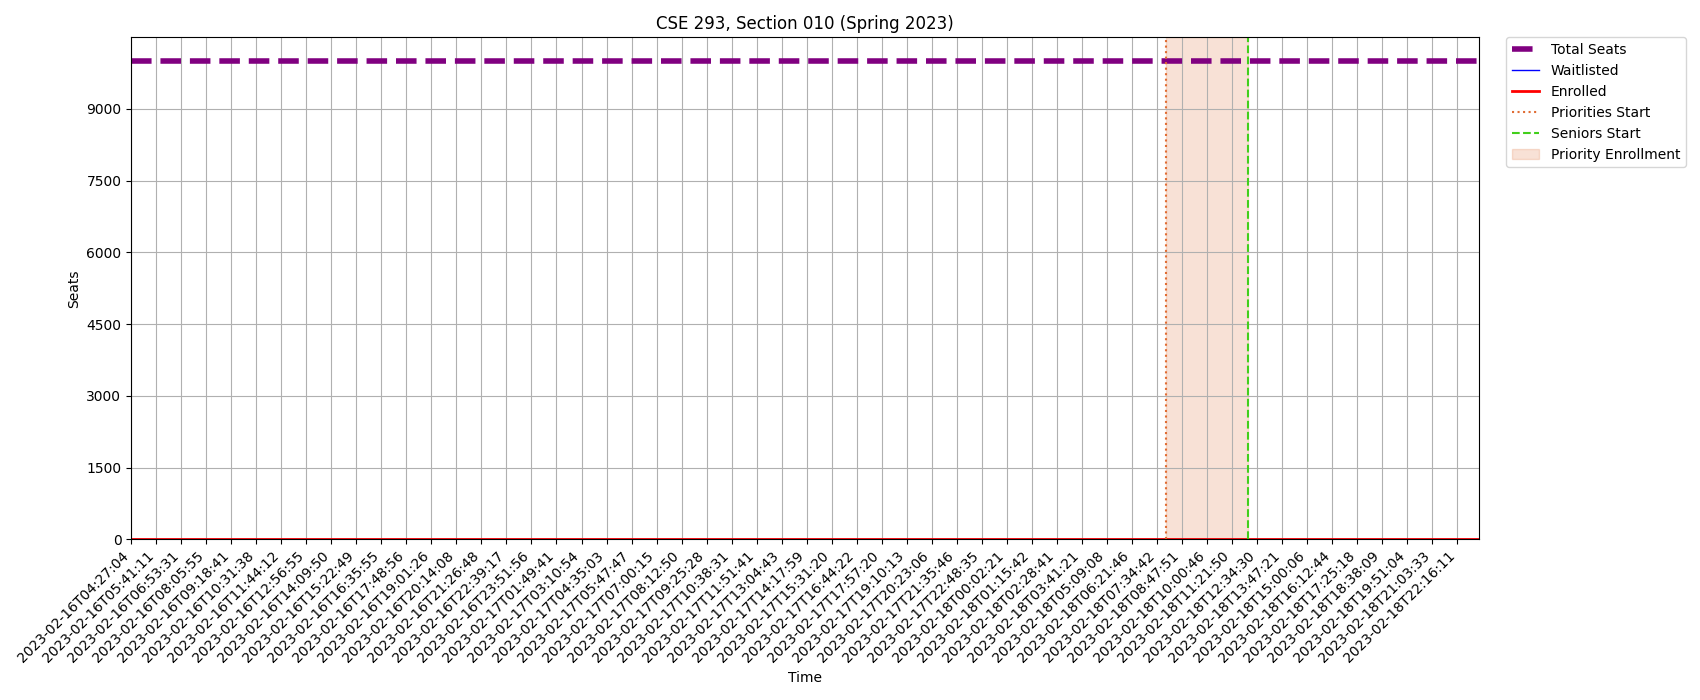 CSE 293, Section 010 (Spring 2023)
Total Seats
Waitlisted
Enrolled
Priorities Start
Seniors Start
Priority Enrollment
Seats
9000
7500
6000
4500
3000
1500
0
2023-02-16T04:27:04
2023-02-16T05:41:11
2023-02-16T06:53:31
2023-02-16T08:05:55
2023-02-16T09:18:41
2023-02-16T10:31:38
2023-02-16T11:44:12
2023-02-16T12:56:55
2023-02-16T14:09:50
2023-02-16T15:22:49
2023-02-16T16:35:55
2023-02-16T17:48:56
2023-02-16T19:01:26
2023-02-16T20:14:08
2023-02-16T21:26:48
2023-02-16T22:39:17
2023-02-16T23:51:56
2023-02-17T01:49:41
2023-02-17T03:10:54
2023-02-17T04:35:03
2023-02-17T05:47:47
2023-02-17T07:00:15
2023-02-17T08:12:50
2023-02-17T09:25:28
2023-02-17T10:38:31
2023-02-17T11:51:41
2023-02-17T13:04:43
2023-02-17T14:17:59
2023-02-17T15:31:20
2023-02-17T16:44:22
2023-02-17T17:57:20
2023-02-17T19:10:13
2023-02-17T20:23:06
2023-02-17T21:35:46
2023-02-17T22:48:35
2023-02-18T00:02:21
2023-02-18T01:15:42
2023-02-18T02:28:41
2023-02-18T03:41:21
2023-02-18T05:09:08
2023-02-18T06:21:46
2023-02-18T07:34:42
2023-02-18T08:47:51
2023-02-18T10:00:46
2023-02-18T11:21:50
2023-02-18T12:34:30
2023-02-18T13:47:21
2023-02-18T15:00:06
2023-02-18T16:12:44
2023-02-18T17:25:18
2023-02-18T18:38:09
2023-02-18T19:51:04
2023-02-18T21:03:33
2023-02-18T22:16:11
Time